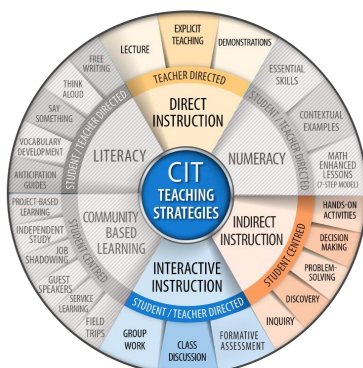 CIT
TEACHING
STRATEGIES
TEACHER DIRECTED
DIRECT
INSTRUCTION
LECTURE
EXPLICIT
TEACHING
DEMONSTRATIONS
STUDENT / TEACHER DIRECTED
NUMERACY
ESSENTIAL
SKILLS
CONTEXTUAL
EXAMPLES
MATH
ENHANCED
LESSONS
(7-STEP MODEL)
STUDENT CENTRED
INDIRECT
INSTRUCTION
HANDS-ON
ACTIVITIES
DECISION
MAKING
PROBLEM-
SOLVING
DISCOVERY
INQUIRY
INTERACTIVE
INSTRUCTION
STUDENT / TEACHER DIRECTED
FORMATIVE
ASSESSMENT
CLASS
DISCUSSION
GROUP
WORK
COMMUNITY
BASED
LEARNING
STUDENT CENTRED
FIELD
TRIPS
SERVICE
LEARNING
GUEST
SPEAKERS
JOB
SHADOWING
INDEPENDENT
STUDY
PROJECT-BASED
LEARNING
LITERACY
STUDENT / TEACHER DIRECTED
ANTICIPATION
GUIDES
VOCABULARY
DEVELOPMENT
SAY
SOMETHING
THINK
ALOUD
FREE
WRITING